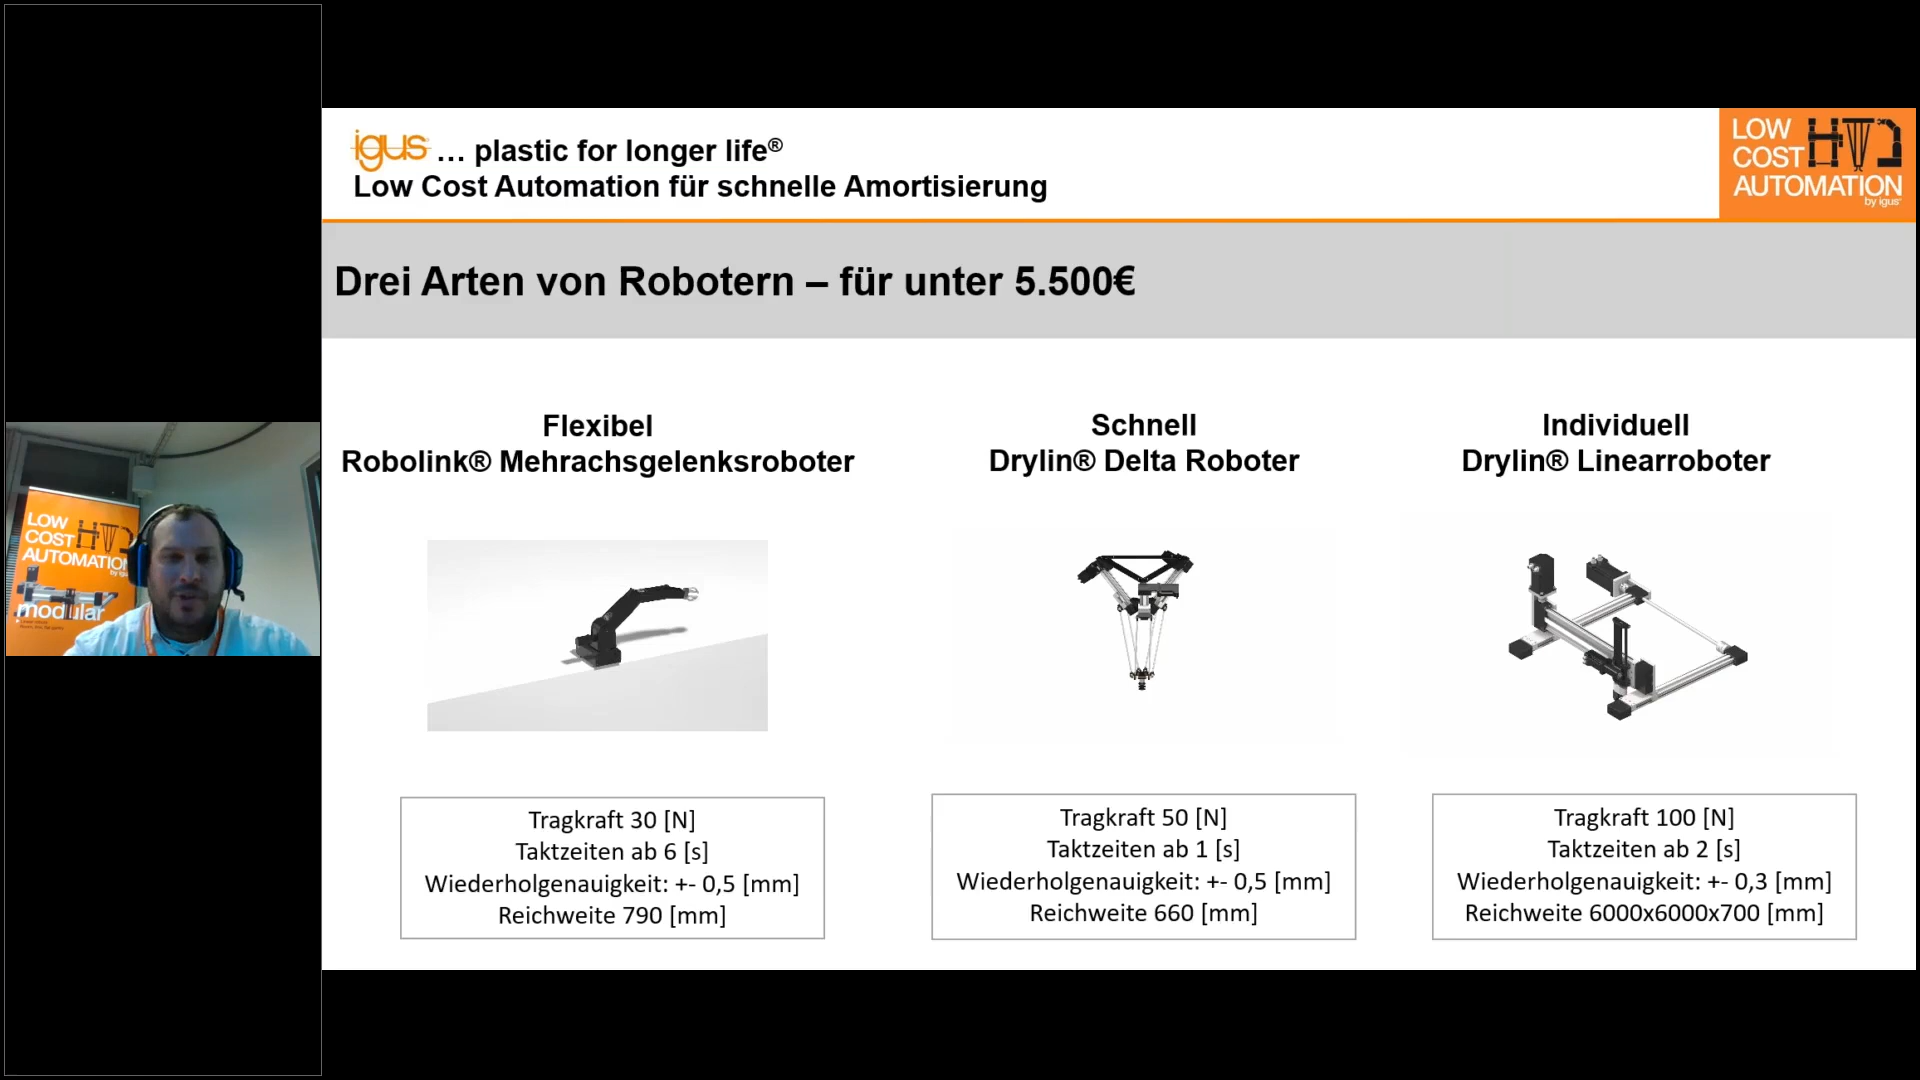 igus ... plastic for longer life®
Low Cost Automation für schnelle Amortisierung
LOW
COST
AUTOMATION
by igus®
Drei Arten von Robotern – für unter 5.500€
Flexibel
Robolink® Mehrachsgelenksroboter
Schnell
Drylin® Delta Roboter
Individuell
Drylin® Linearroboter
LOW
COST
AUTOMATION
by igus
modular
Tragkraft 30 [N]
Taktzeiten ab 6 [s]
Wiederholgenauigkeit: +- 0,5 [mm]
Reichweite 790 [mm]
Tragkraft 50 [N]
Taktzeiten ab 1 [s]
Wiederholgenauigkeit: +- 0,5 [mm]
Reichweite 660 [mm]
Tragkraft 100 [N]
Taktzeiten ab 2 [s]
Wiederholgenauigkeit: +- 0,3 [mm]
Reichweite 6000x6000x700 [mm]